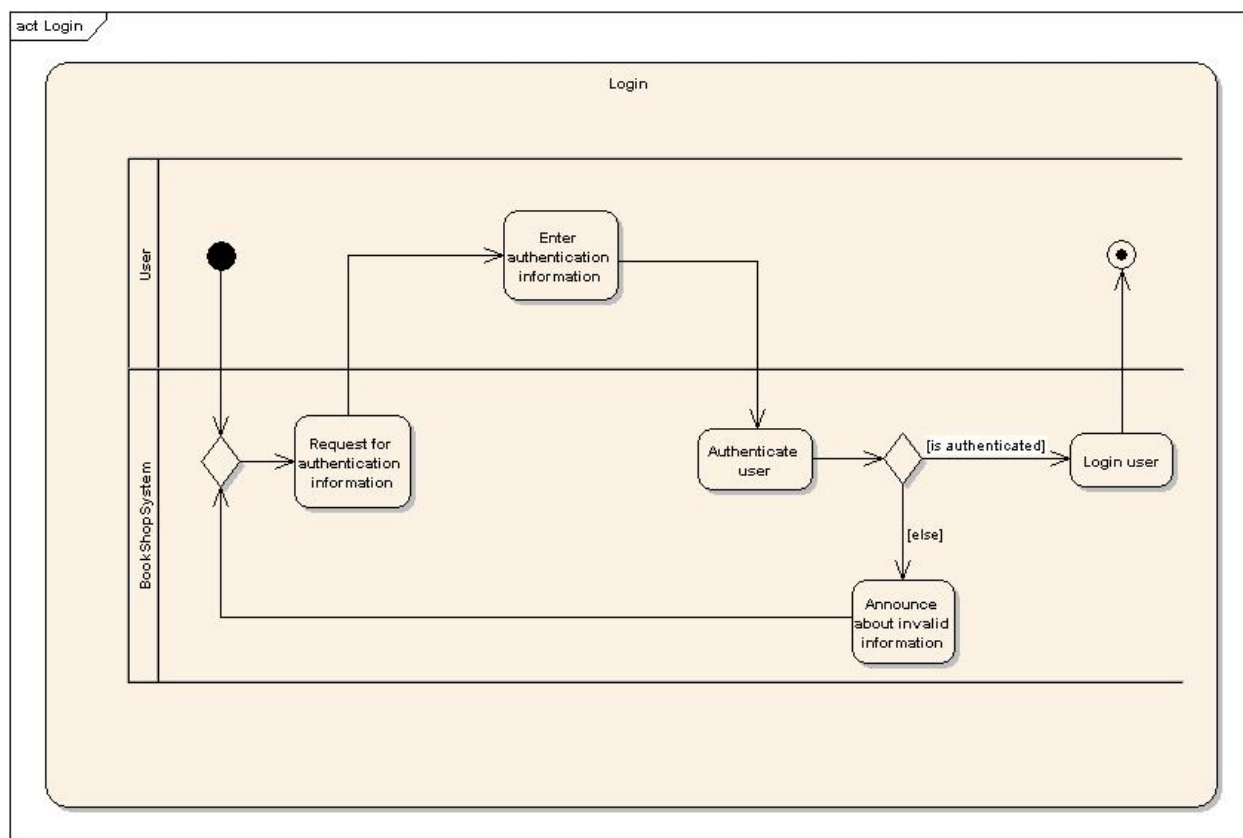 act Login
Login
User
Enter
authentication
information
BookShopSystem
Request for
authentication
information
Authenticate
user
[is authenticated]
Login user
[else]
Announce
about invalid
information